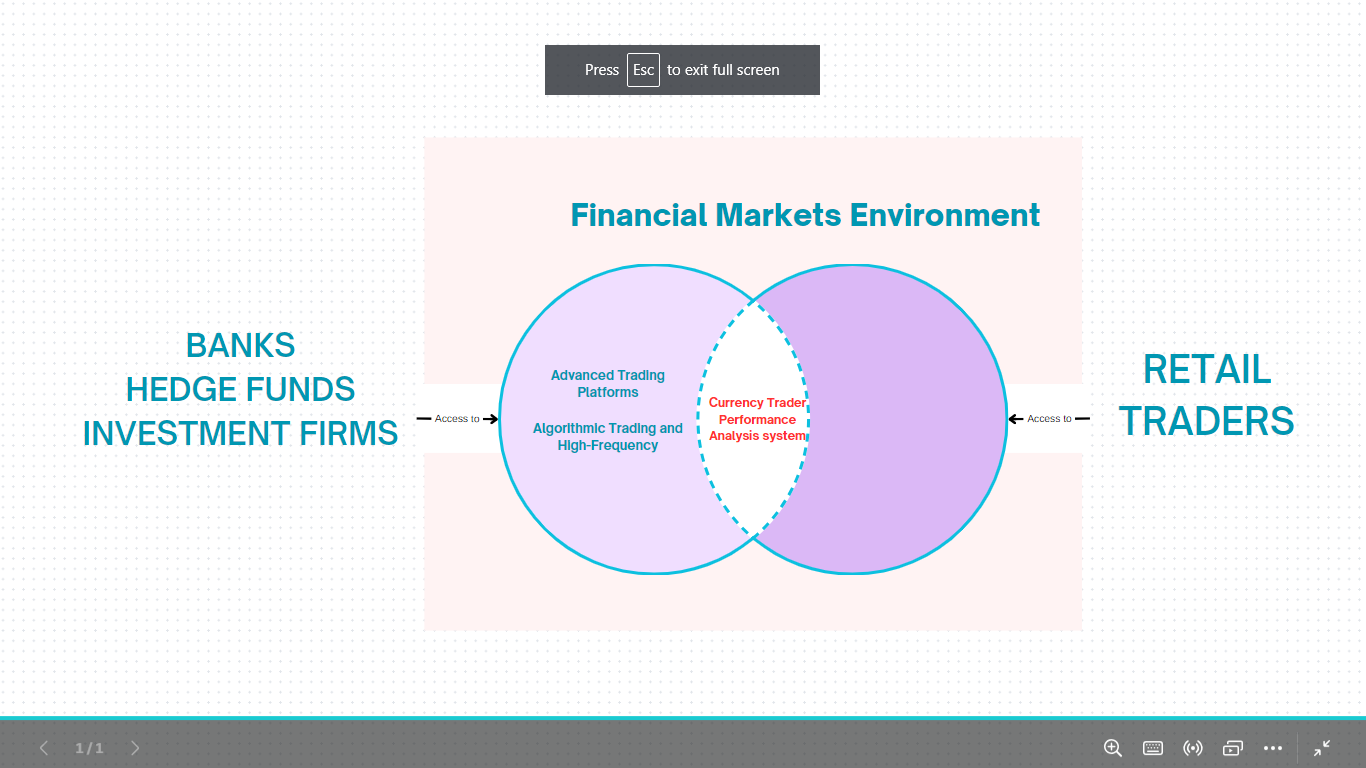 Press Esc to exit full screen
Financial Markets Environment
BANKS
HEDGE FUNDS
INVESTMENT FIRMS
Access to
Advanced Trading
Platforms
Algorithmic Trading and
High-Frequency
Currency Trader
Performance
Analysis system
Access to
RETAIL
TRADERS
1 / 1